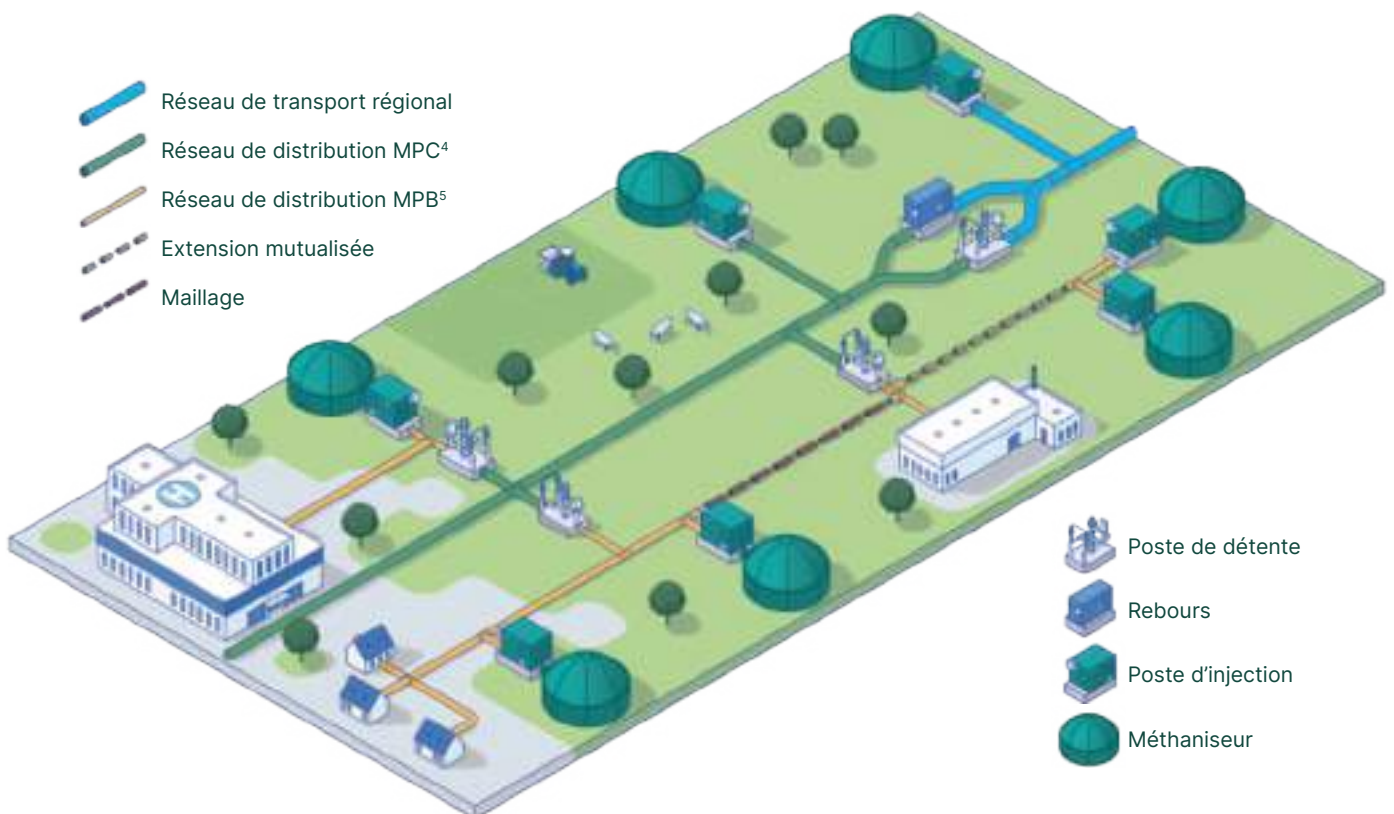 Réseau de transport régional
Réseau de distribution MPC⁴
Réseau de distribution MPB⁵
Extension mutualisée
Maillage
Poste de détente
Rebours
Poste d’injection
Méthaniseur